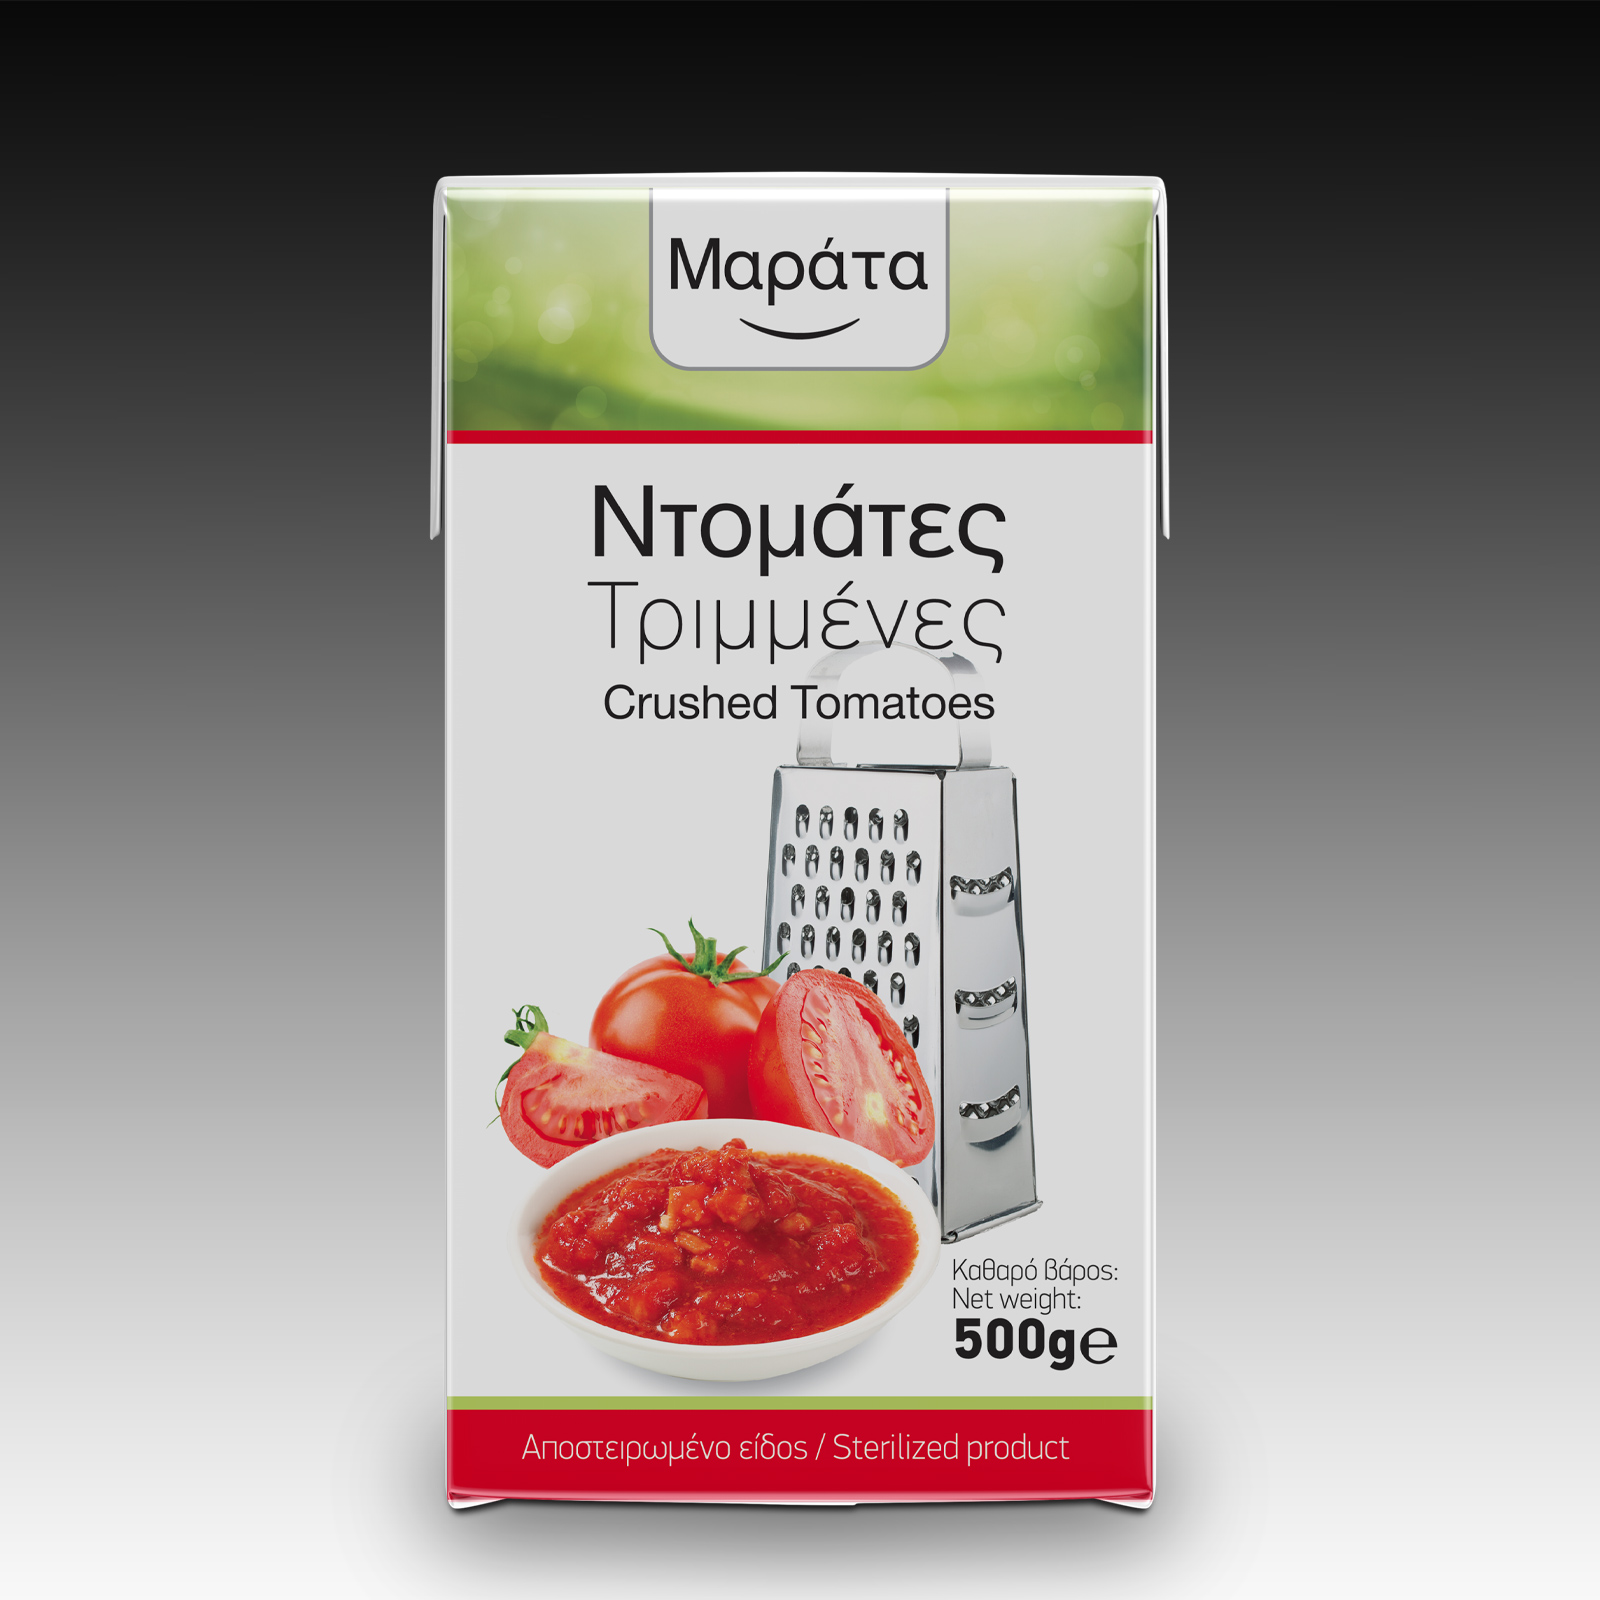 Μαράτα
Ντομάτες
Τριμμένες
Crushed Tomatoes
Καθαρό βάρος:
Net weight:
500g℮
Αποστειρωμένο είδος / Sterilized product